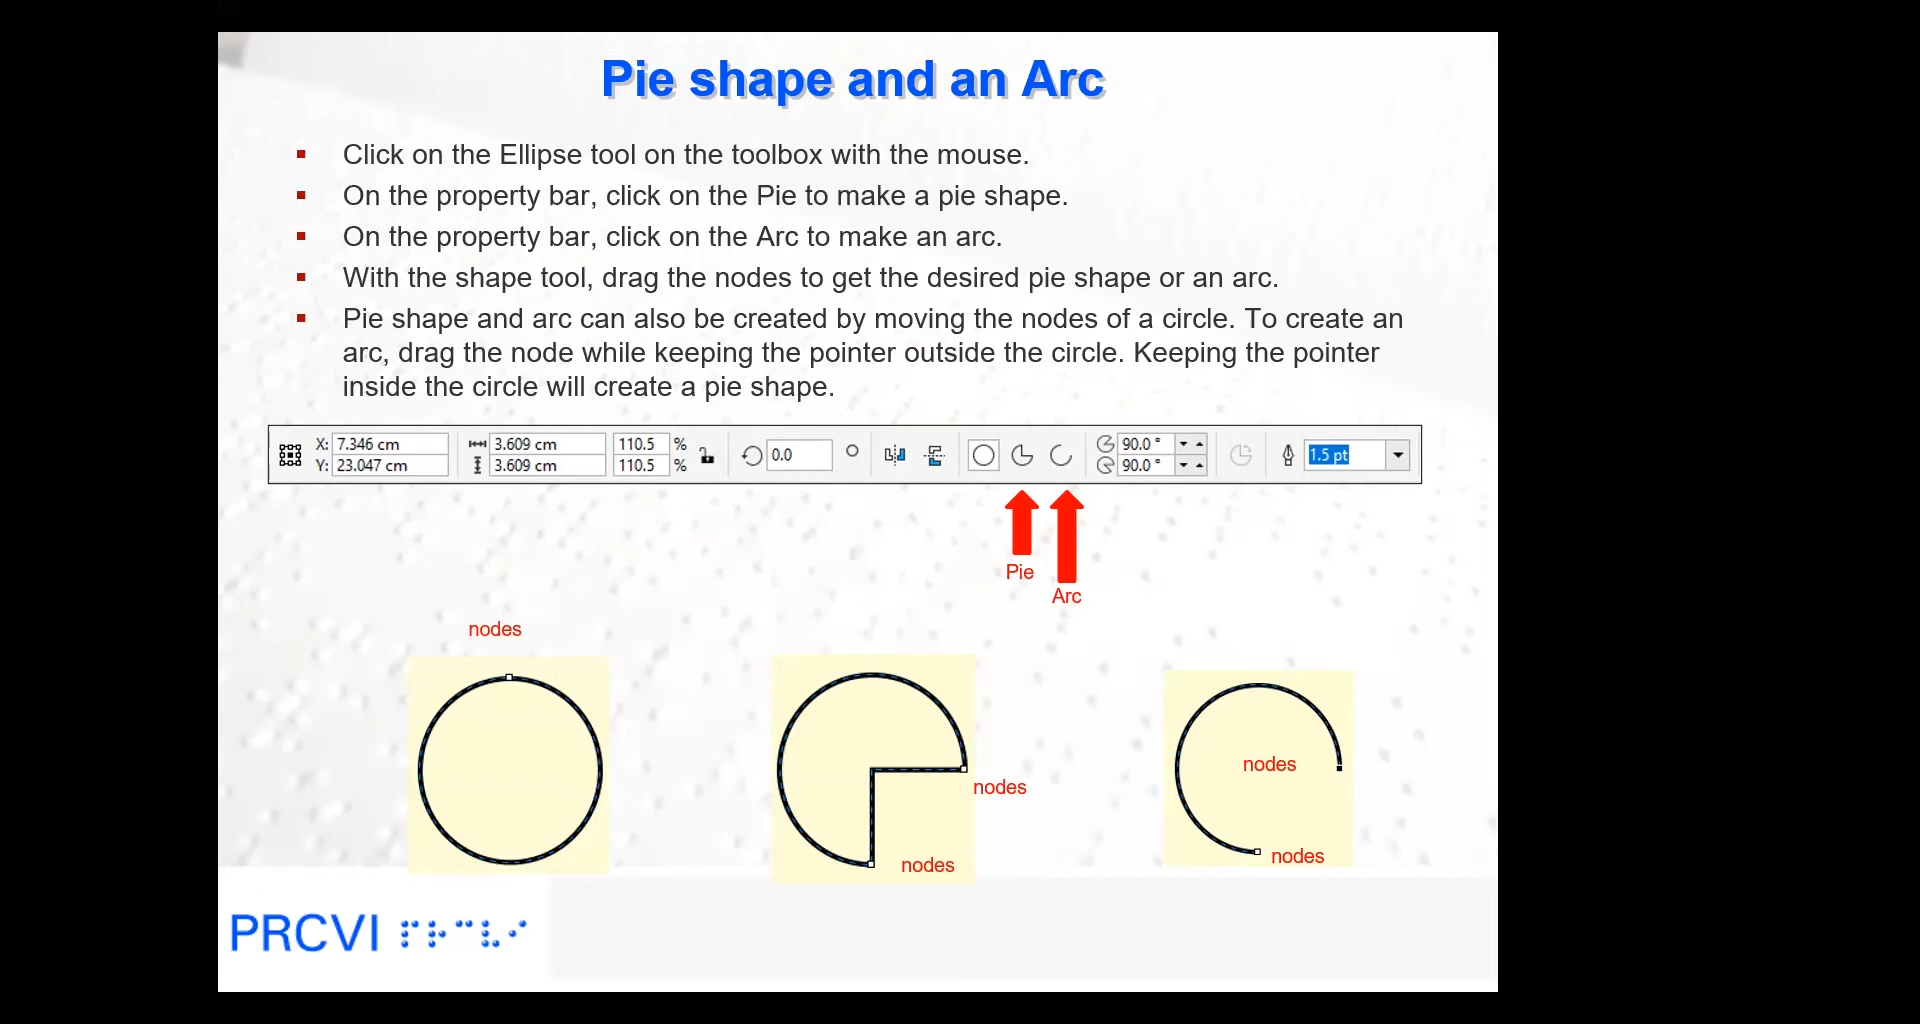 Pie shape and an Arc
▪ Click on the Ellipse tool on the toolbox with the mouse.
▪ On the property bar, click on the Pie to make a pie shape.
▪ On the property bar, click on the Arc to make an arc.
▪ With the shape tool, drag the nodes to get the desired pie shape or an arc.
▪ Pie shape and arc can also be created by moving the nodes of a circle. To create an
arc, drag the node while keeping the pointer outside the circle. Keeping the pointer
inside the circle will create a pie shape.
X: 7.346 cm 3.609 cm 110.5 % 0.0 90.0 ° 1.5 pt
Y: 23.047 cm 3.609 cm 110.5 % 90.0 °
Pie
Arc
nodes
nodes
nodes
nodes
nodes
PRCVI ⠏⠗⠉⠧⠊